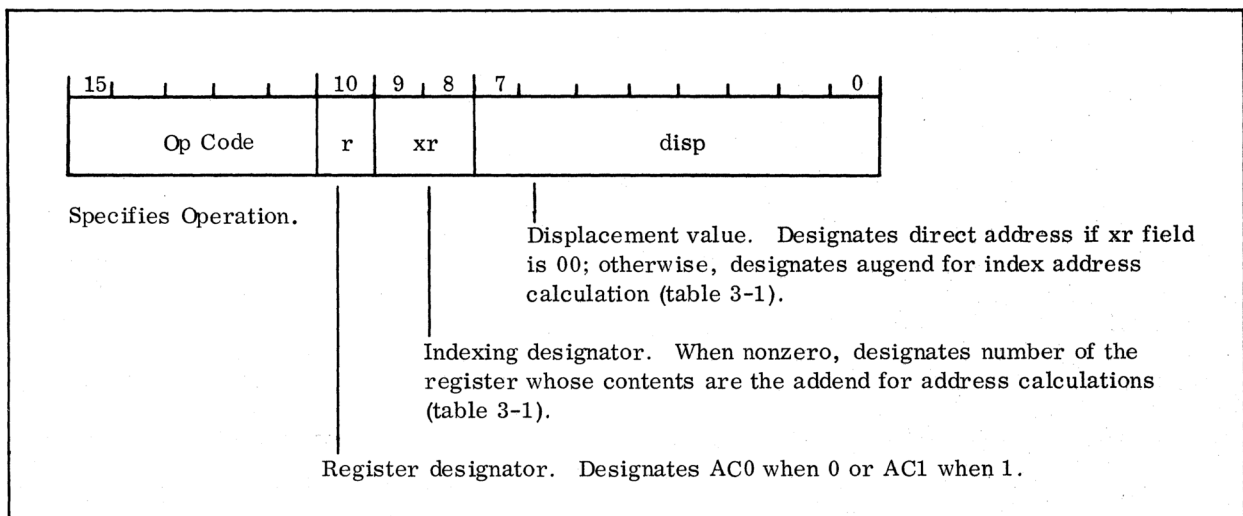 15 10 9 8 7 0
Op Code r xr disp
Specifies Operation.
Displacement value. Designates direct address if xr field
is 00; otherwise, designates augend for index address
calculation (table 3-1).
Indexing designator. When nonzero, designates number of the
register whose contents are the addend for address calculations
(table 3-1).
Register designator. Designates AC0 when 0 or AC1 when 1.